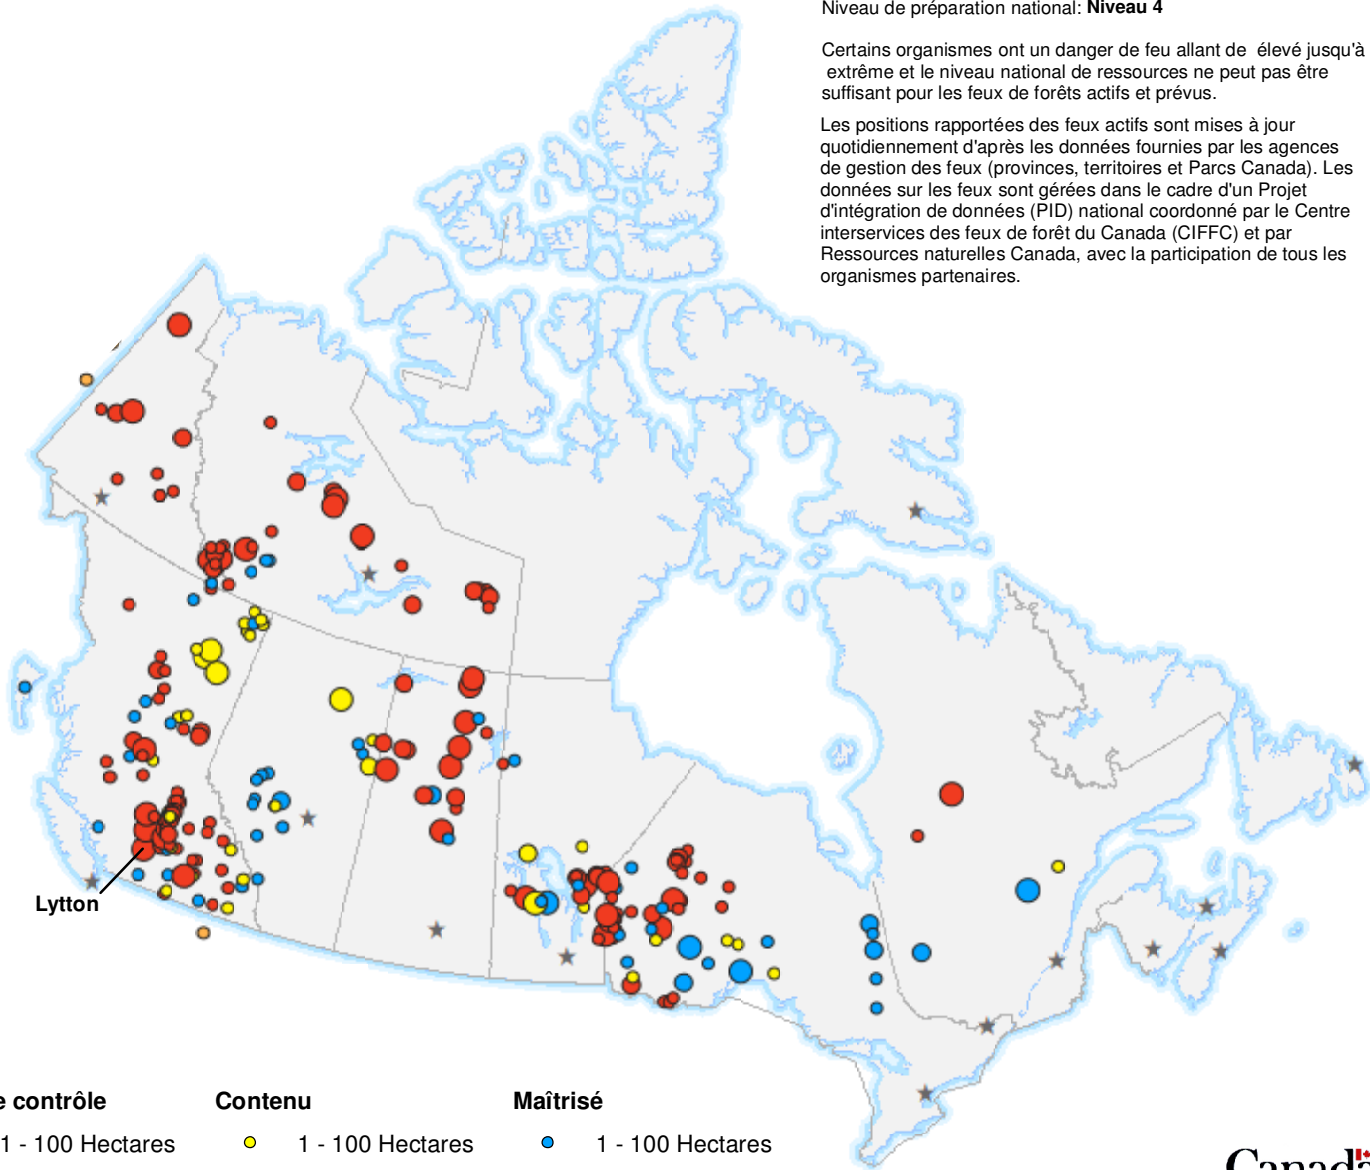 Niveau de préparation national: Niveau 4
Certains organismes ont un danger de feu allant de élevé jusqu'à
extrême et le niveau national de ressources ne peut pas être
suffisant pour les feux de forêts actifs et prévus.
Les positions rapportées des feux actifs sont mises à jour
quotidiennement d'après les données fournies par les agences
de gestion des feux (provinces, territoires et Parcs Canada). Les
données sur les feux sont gérées dans le cadre d'un Projet
d'intégration de données (PID) national coordonné par le Centre
interservices des feux de forêt du Canada (CIFFC) et par
Ressources naturelles Canada, avec la participation de tous les
organismes partenaires.
Lytton
e contrôle Contenu Maîtrisé
1 - 100 Hectares 1 - 100 Hectares 1 - 100 Hectares
Canada